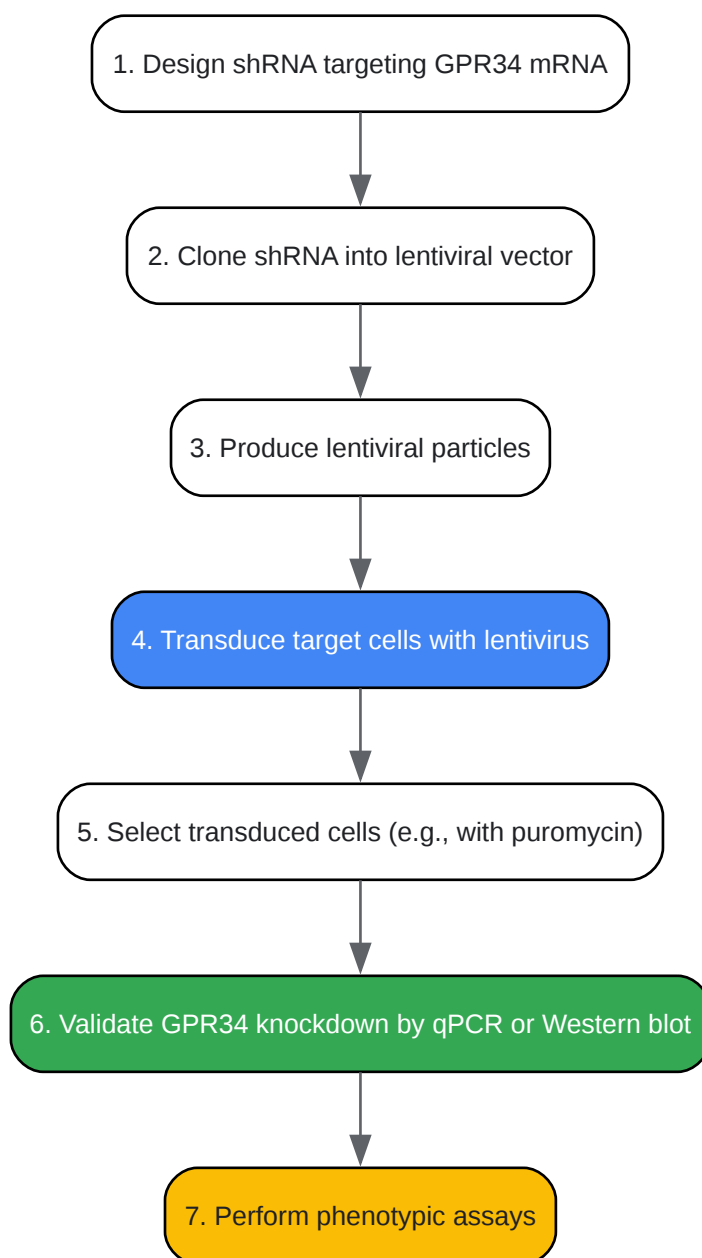 1. Design shRNA targeting GPR34 mRNA
2. Clone shRNA into lentiviral vector
3. Produce lentiviral particles
4. Transduce target cells with lentivirus
5. Select transduced cells (e.g., with puromycin)
6. Validate GPR34 knockdown by qPCR or Western blot
7. Perform phenotypic assays